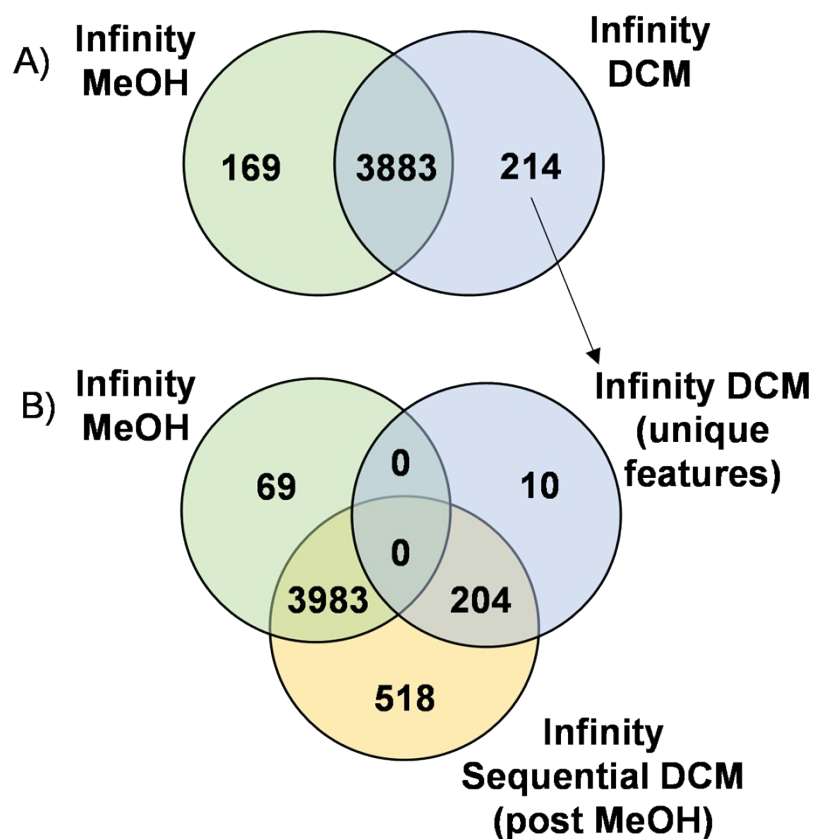 A)
Infinity
MeOH
Infinity
DCM
169
3883
214
B)
Infinity
MeOH
Infinity DCM
(unique
features)
69
0
10
0
3983
204
518
Infinity
Sequential DCM
(post MeOH)